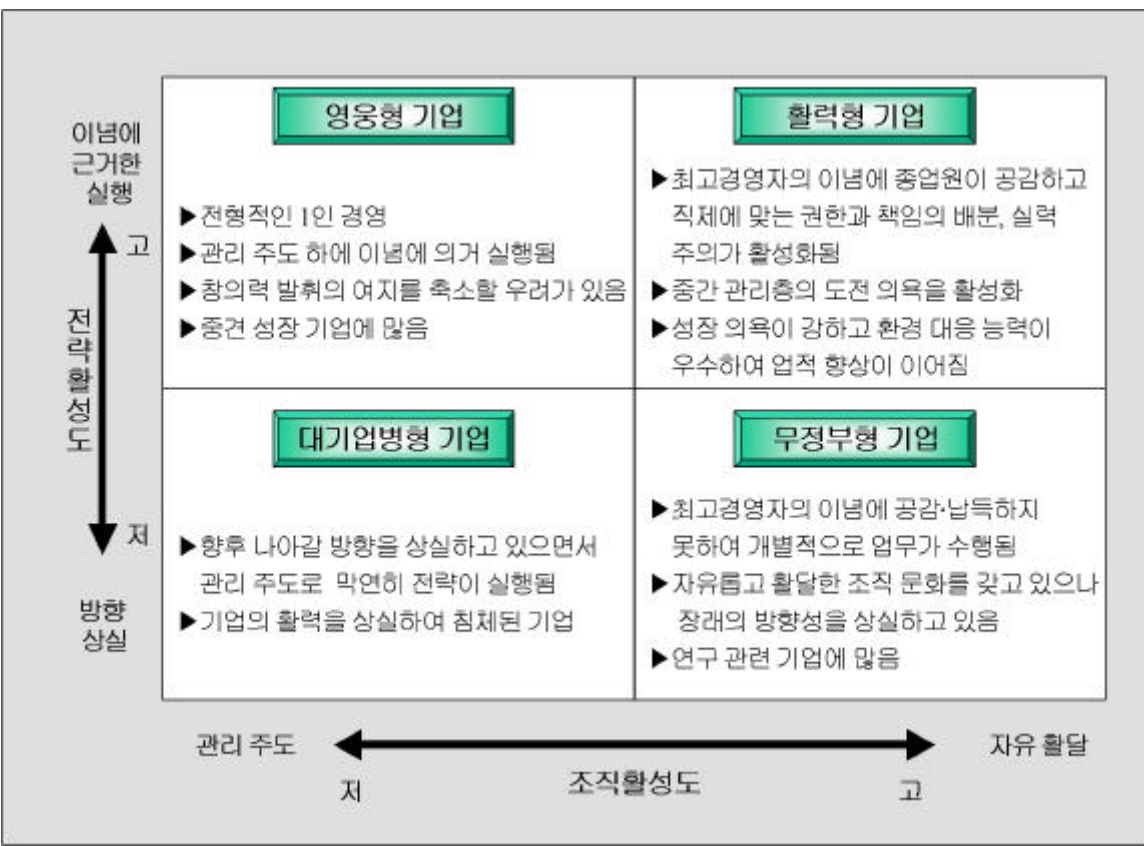 영웅형 기업
활력형 기업
이념에
근거한
실행
고
전략활성도
저
방향
상실
▶전형적인 1인 경영
▶관리 주도 하에 이념에 의거 실행됨
▶창의력 발휘의 여지를 축소할 우려가 있음
▶중견 성장 기업에 많음
▶최고경영자의 이념에 종업원이 공감하고
직제에 맞는 권한과 책임의 배분, 실력
주의가 활성화됨
▶중간 관리층의 도전 의욕을 활성화
▶성장 의욕이 강하고 환경 대응 능력이
우수하여 업적 향상이 이어짐
대기업병형 기업
무정부형 기업
▶향후 나아갈 방향을 상실하고 있으면서
관리 주도로 막연히 전략이 실행됨
▶기업의 활력을 상실하여 침체된 기업
▶최고경영자의 이념에 공감·납득하지
못하여 개별적으로 업무가 수행됨
▶자유롭고 활달한 조직 문화를 갖고 있으나
장래의 방향성을 상실하고 있음
▶연구 관련 기업에 많음
관리 주도
자유 활달
저
조직활성도
고